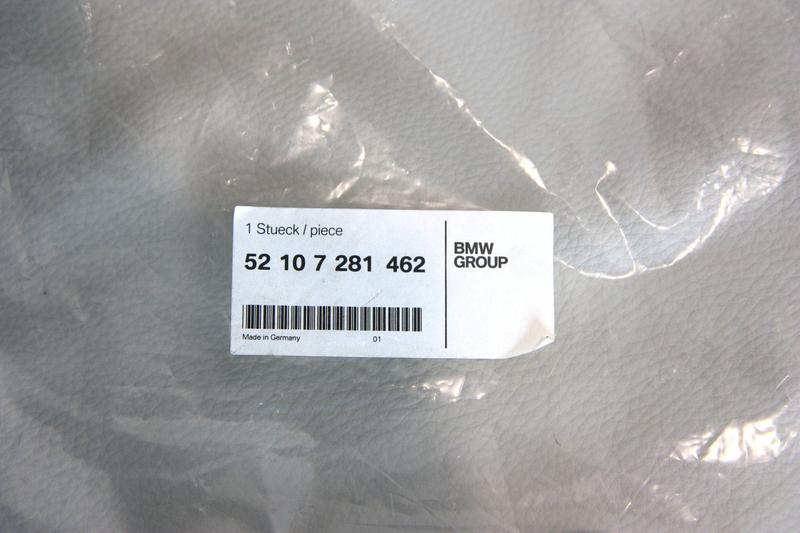 1 Stueck / piece
52 10 7 281 462
Made in Germany 01
BMW
GROUP